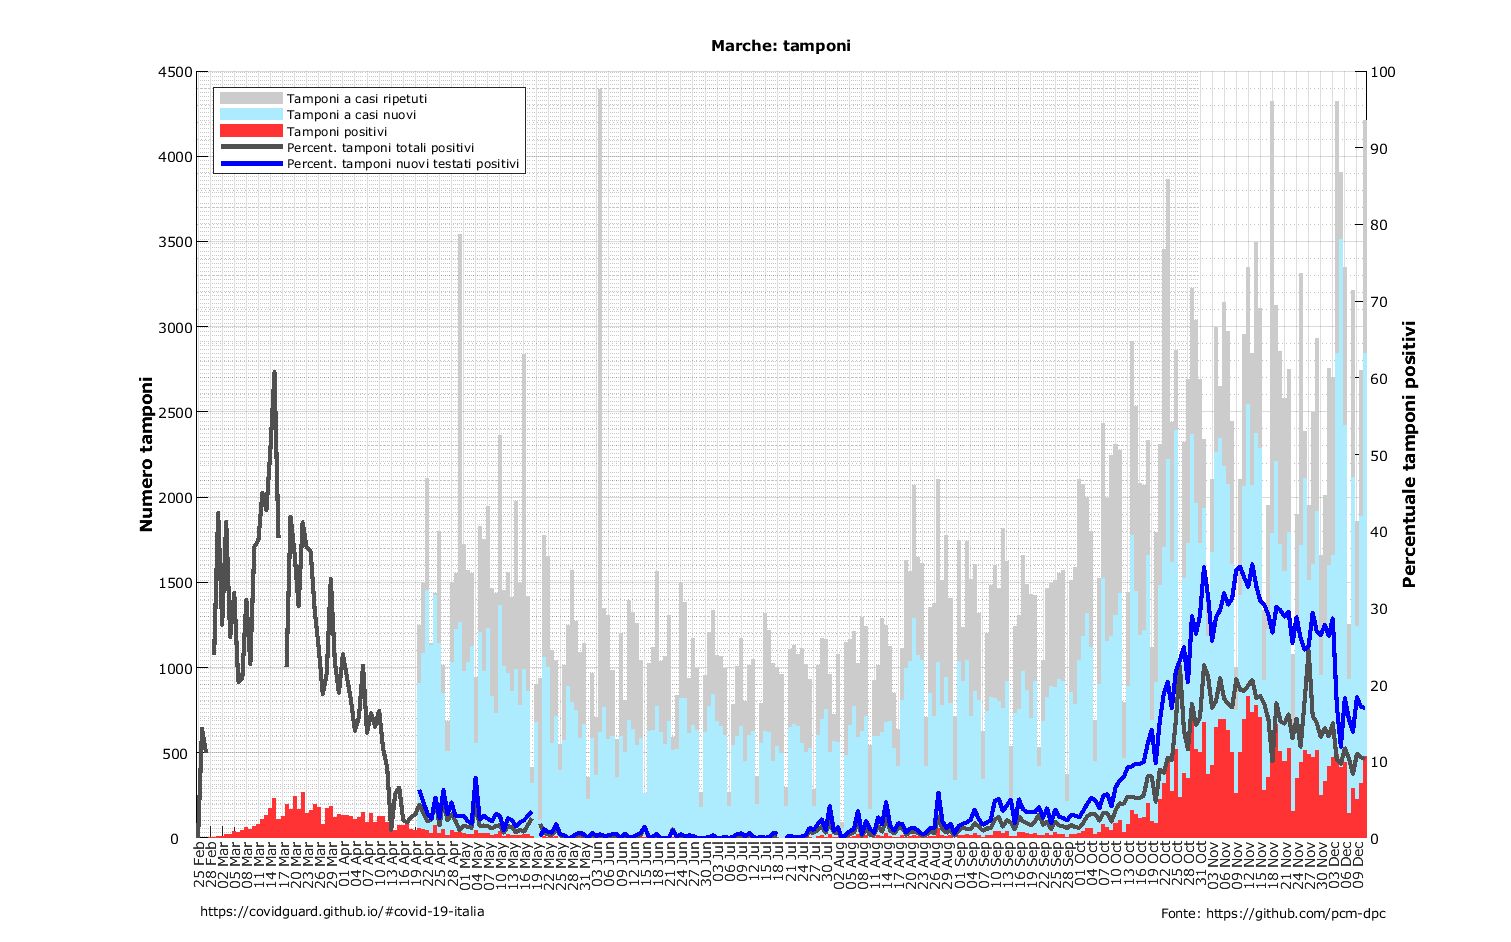 Marche: tamponi
4500
4000
3500
3000
2500
2000
1500
1000
500
0
Numero tamponi
Tamponi a casi ripetuti
Tamponi a casi nuovi
Tamponi positivi
Percent. tamponi totali positivi
Percent. tamponi nuovi testati positivi
100
90
80
70
60
50
40
30
20
10
0
Percentuale tamponi positivi
25 Feb
28 Feb
02 Mar
05 Mar
08 Mar
11 Mar
14 Mar
17 Mar
20 Mar
23 Mar
26 Mar
29 Mar
01 Apr
04 Apr
07 Apr
10 Apr
13 Apr
16 Apr
19 Apr
22 Apr
25 Apr
28 Apr
01 May
04 May
07 May
10 May
13 May
16 May
19 May
22 May
25 May
28 May
31 May
03 Jun
06 Jun
09 Jun
12 Jun
15 Jun
18 Jun
21 Jun
24 Jun
27 Jun
30 Jun
03 Jul
06 Jul
09 Jul
12 Jul
15 Jul
18 Jul
21 Jul
24 Jul
27 Jul
30 Jul
02 Aug
05 Aug
08 Aug
11 Aug
14 Aug
17 Aug
20 Aug
23 Aug
26 Aug
29 Aug
01 Sep
04 Sep
07 Sep
10 Sep
13 Sep
16 Sep
19 Sep
22 Sep
25 Sep
28 Sep
01 Oct
04 Oct
07 Oct
10 Oct
13 Oct
16 Oct
19 Oct
22 Oct
25 Oct
28 Oct
31 Oct
03 Nov
06 Nov
09 Nov
12 Nov
15 Nov
18 Nov
21 Nov
24 Nov
27 Nov
30 Nov
03 Dec
06 Dec
09 Dec
https://covidguard.github.io/#covid-19-italia
Fonte: https://github.com/pcm-dpc